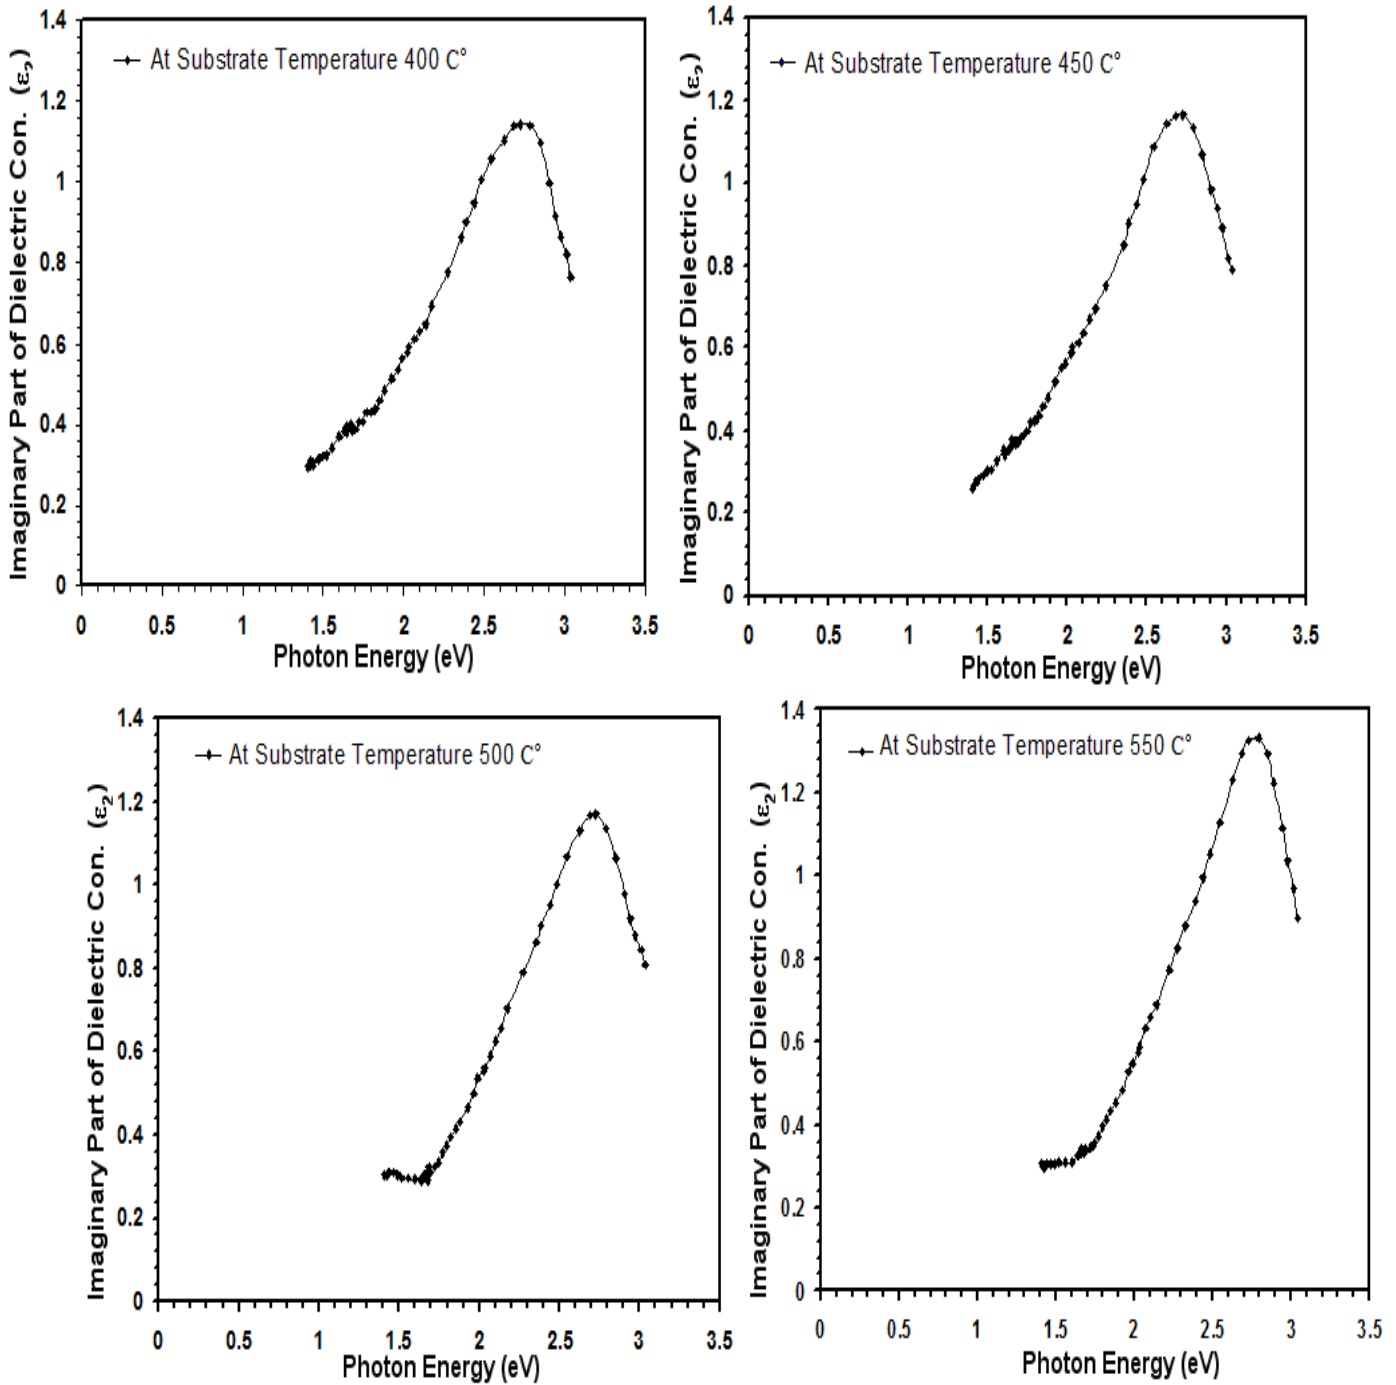 Imaginary Part of Dielectric Con. (ε2)
1.4
1.2
1
0.8
0.6
0.4
0.2
0
At Substrate Temperature 400 C°
0 0.5 1 1.5 2 2.5 3 3.5
Photon Energy (eV)
Imaginary Part of Dielectric Con. (ε2)
1.4
1.2
1
0.8
0.6
0.4
0.2
0
At Substrate Temperature 450 C°
0 0.5 1 1.5 2 2.5 3 3.5
Photon Energy (eV)
Imaginary Part of Dielectric Con. (ε2)
1.4
1.2
1
0.8
0.6
0.4
0.2
0
At Substrate Temperature 500 C°
0 0.5 1 1.5 2 2.5 3 3.5
Photon Energy (eV)
Imaginary Part of Dielectric Con. (ε2)
1.4
1.2
1
0.8
0.6
0.4
0.2
0
At Substrate Temperature 550 C°
0 0.5 1 1.5 2 2.5 3 3.5
Photon Energy (eV)